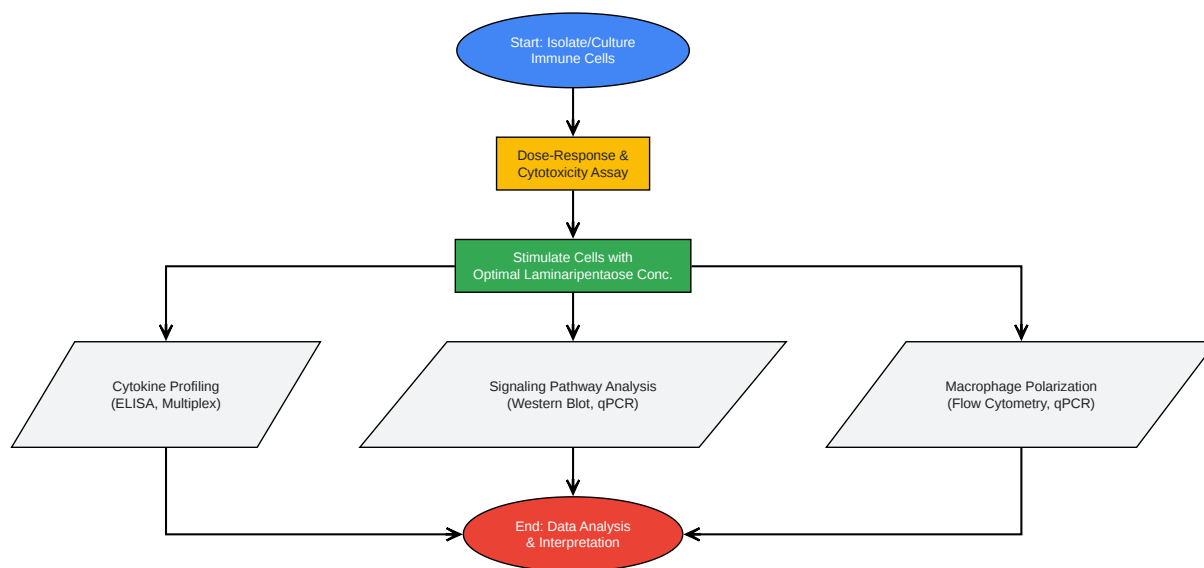 Start: Isolate/Culture
Immune Cells
Dose-Response &
Cytotoxicity Assay
Stimulate Cells with
Optimal Laminaripentaose Conc.
Cytokine Profiling
(ELISA, Multiplex)
Signaling Pathway Analysis
(Western Blot, qPCR)
Macrophage Polarization
(Flow Cytometry, qPCR)
End: Data Analysis
& Interpretation